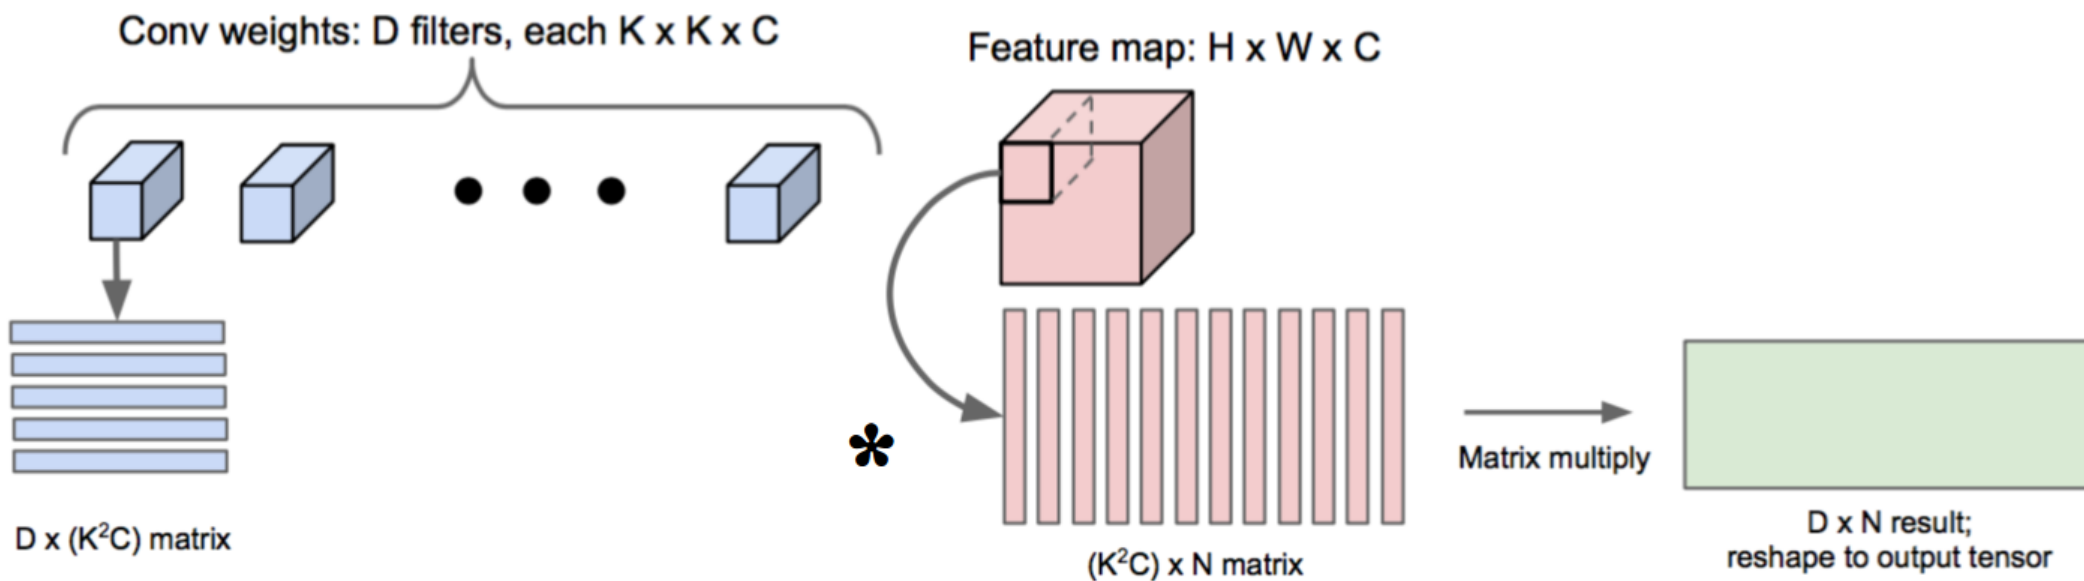 Conv weights: D filters, each K x K x C
Feature map: H x W x C
*
Matrix multiply
D x (K²C) matrix
(K²C) x N matrix
D x N result;
reshape to output tensor